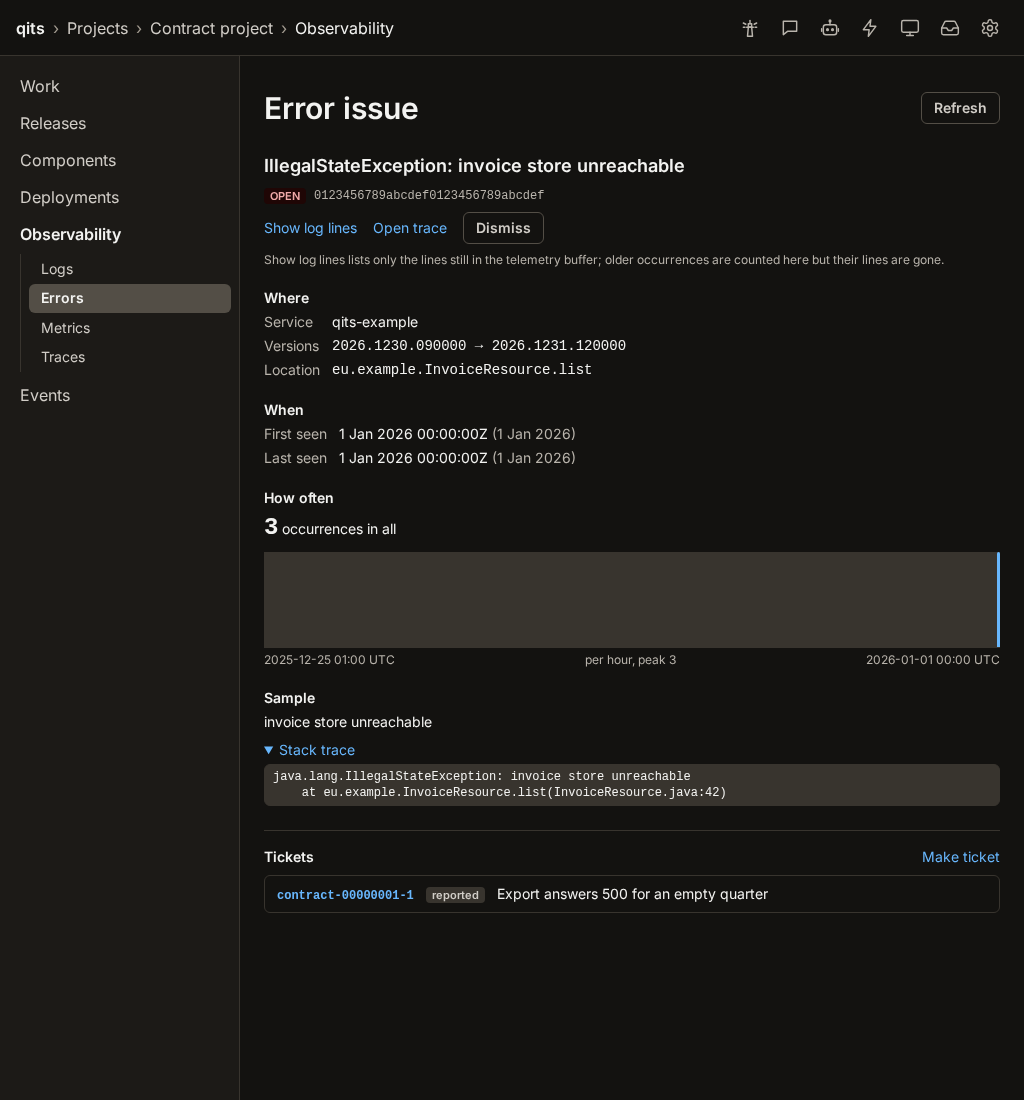 qits › Projects › Contract project › Observability
Work
Releases
Components
Deployments
Observability
Logs
Errors
Metrics
Traces
Events
Error issue
Refresh
IllegalStateException: invoice store unreachable
OPEN 0123456789abcdef0123456789abcdef
Show log lines Open trace Dismiss
Show log lines lists only the lines still in the telemetry buffer; older occurrences are counted here but their lines are gone.
Where
Service qits-example
Versions 2026.1230.090000 → 2026.1231.120000
Location eu.example.InvoiceResource.list
When
First seen 1 Jan 2026 00:00:00Z (1 Jan 2026)
Last seen 1 Jan 2026 00:00:00Z (1 Jan 2026)
How often
3 occurrences in all
2025-12-25 01:00 UTC per hour, peak 3 2026-01-01 00:00 UTC
Sample
invoice store unreachable
▼ Stack trace
java.lang.IllegalStateException: invoice store unreachable
at eu.example.InvoiceResource.list(InvoiceResource.java:42)
Tickets Make ticket
contract-00000001-1 reported Export answers 500 for an empty quarter